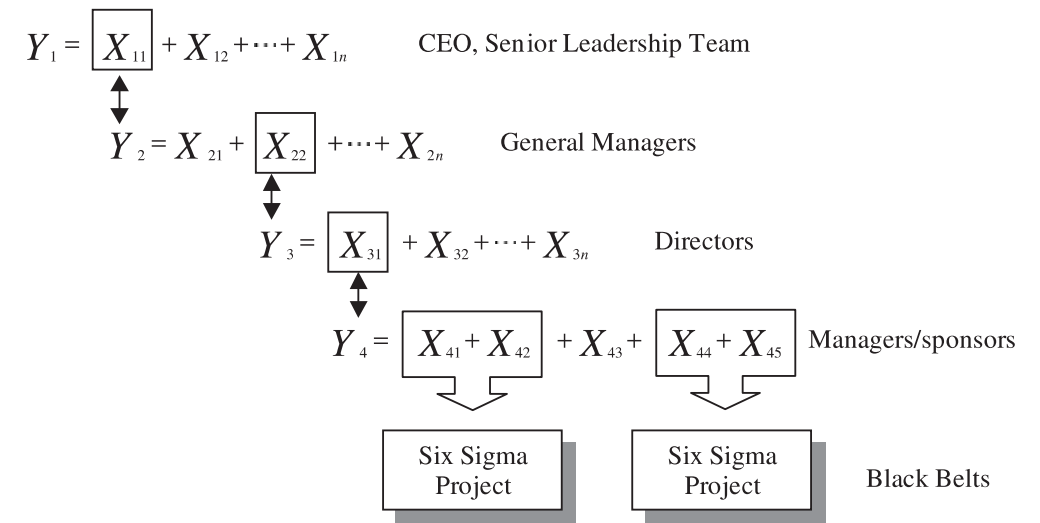 Y₁ = X₁₁ + X₁₂ + ⋯ + X₁ₙ CEO, Senior Leadership Team
Y₂ = X₂₁ + X₂₂ + ⋯ + X₂ₙ General Managers
Y₃ = X₃₁ + X₃₂ + ⋯ + X₃ₙ Directors
Y₄ = X₄₁ + X₄₂ + X₄₃ + X₄₄ + X₄₅ Managers/sponsors
Six Sigma
Project
Six Sigma
Project
Black Belts